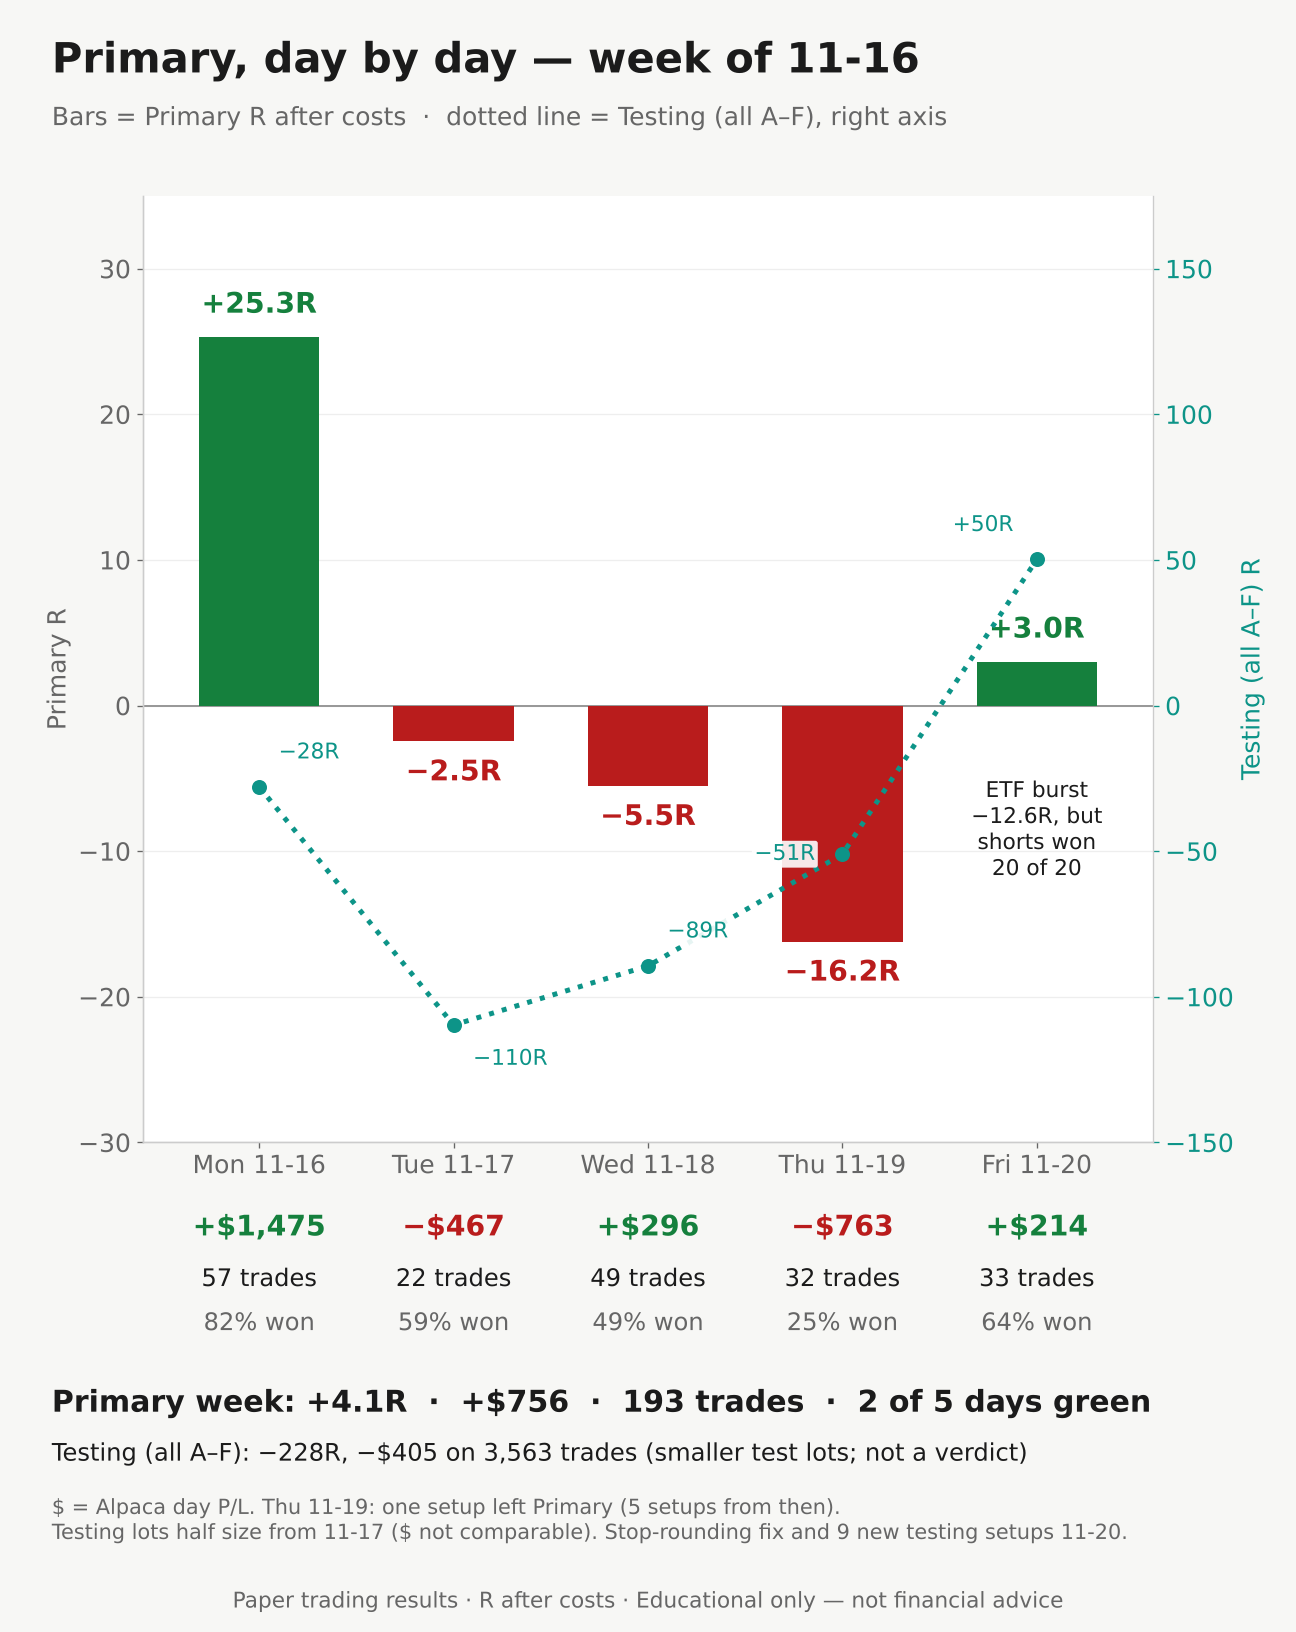 Primary, day by day — week of 11-16
Bars = Primary R after costs · dotted line = Testing (all A–F), right axis
30
20
10
0
−10
−20
−30
Primary R
150
100
50
0
−50
−100
−150
Testing (all A–F) R
+25.3R
−2.5R
−5.5R
−16.2R
+3.0R
−28R
−110R
−89R
−51R
+50R
ETF burst
−12.6R, but
shorts won
20 of 20
Mon 11-16 Tue 11-17 Wed 11-18 Thu 11-19 Fri 11-20
+$1,475 −$467 +$296 −$763 +$214
57 trades 22 trades 49 trades 32 trades 33 trades
82% won 59% won 49% won 25% won 64% won
Primary week: +4.1R · +$756 · 193 trades · 2 of 5 days green
Testing (all A–F): −228R, −$405 on 3,563 trades (smaller test lots; not a verdict)
$ = Alpaca day P/L. Thu 11-19: one setup left Primary (5 setups from then).
Testing lots half size from 11-17 ($ not comparable). Stop-rounding fix and 9 new testing setups 11-20.
Paper trading results · R after costs · Educational only — not financial advice